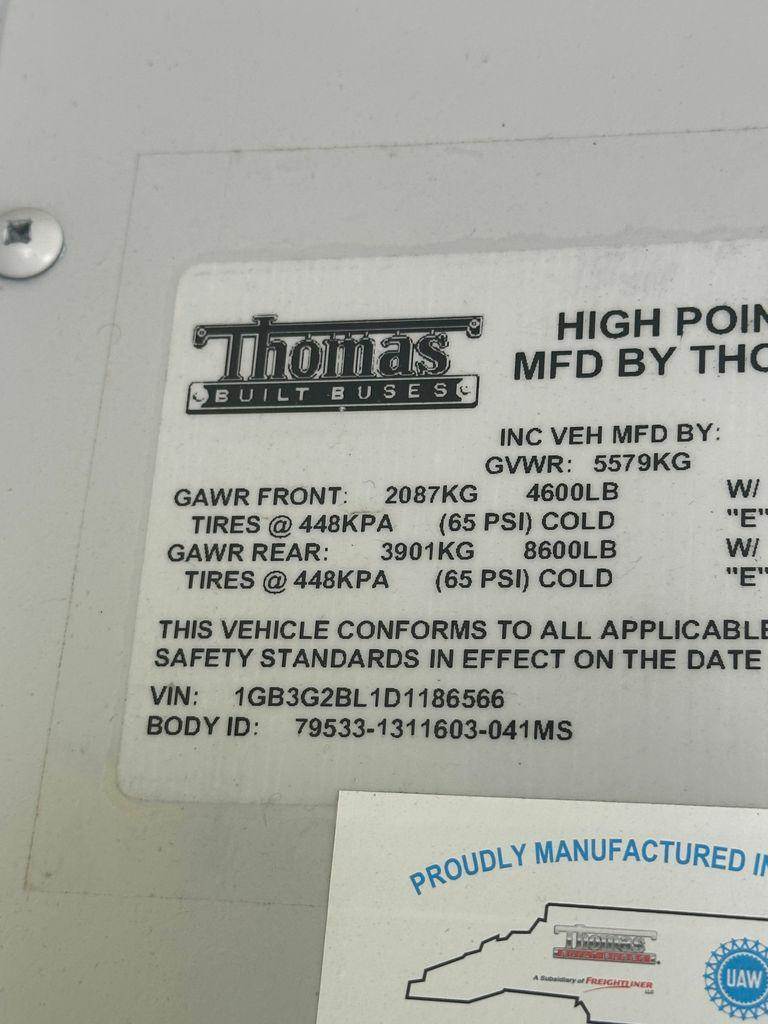 Thomas
BUILT BUSES
HIGH POIN
MFD BY THO
INC VEH MFD BY:
GVWR: 5579KG
GAWR FRONT: 2087KG 4600LB W/
TIRES @ 448KPA (65 PSI) COLD "E"
GAWR REAR: 3901KG 8600LB W/
TIRES @ 448KPA (65 PSI) COLD "E"
THIS VEHICLE CONFORMS TO ALL APPLICABLE
SAFETY STANDARDS IN EFFECT ON THE DATE
VIN: 1GB3G2BL1D1186566
BODY ID: 79533-1311603-041MS
PROUDLY MANUFACTURED IN
Thomas
BUILT BUSES
A Subsidiary of FREIGHTLINER
LLC
UAW